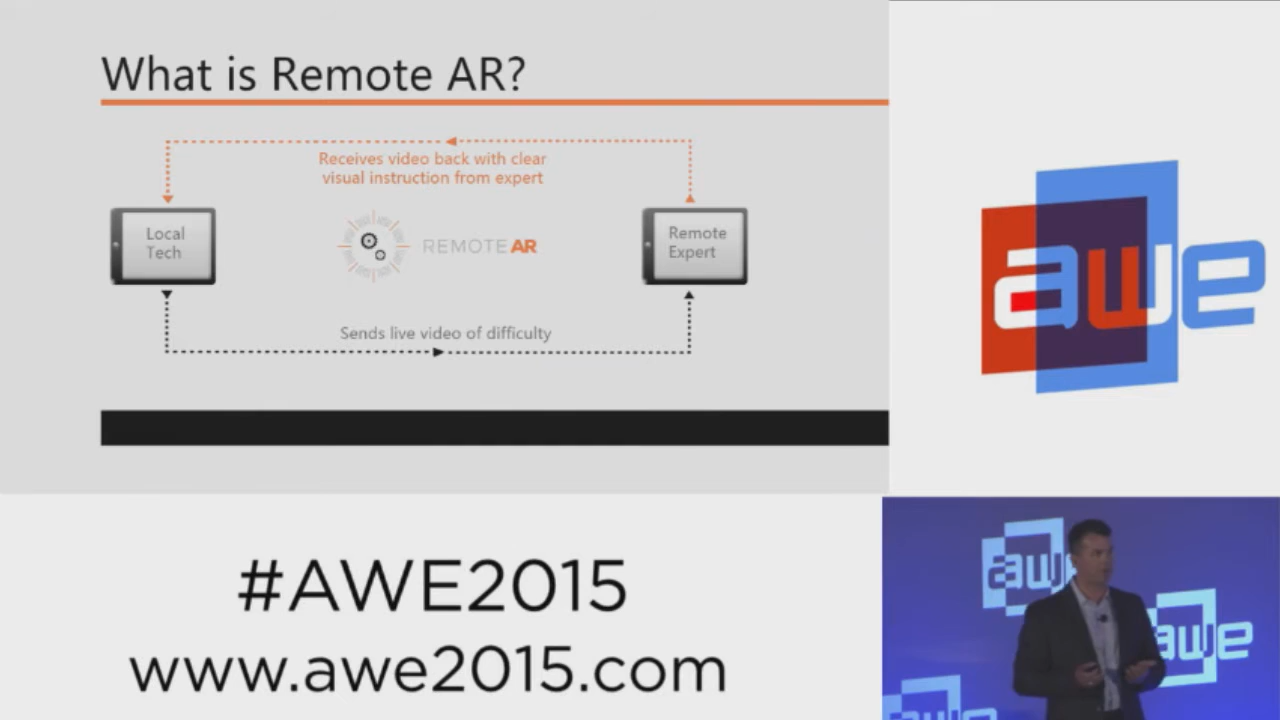 What is Remote AR?
Receives video back with clear
visual instruction from expert
Local
Tech
REMOTE AR
Remote
Expert
Sends live video of difficulty
awe
#AWE2015
www.awe2015.com
awe
awe
awe